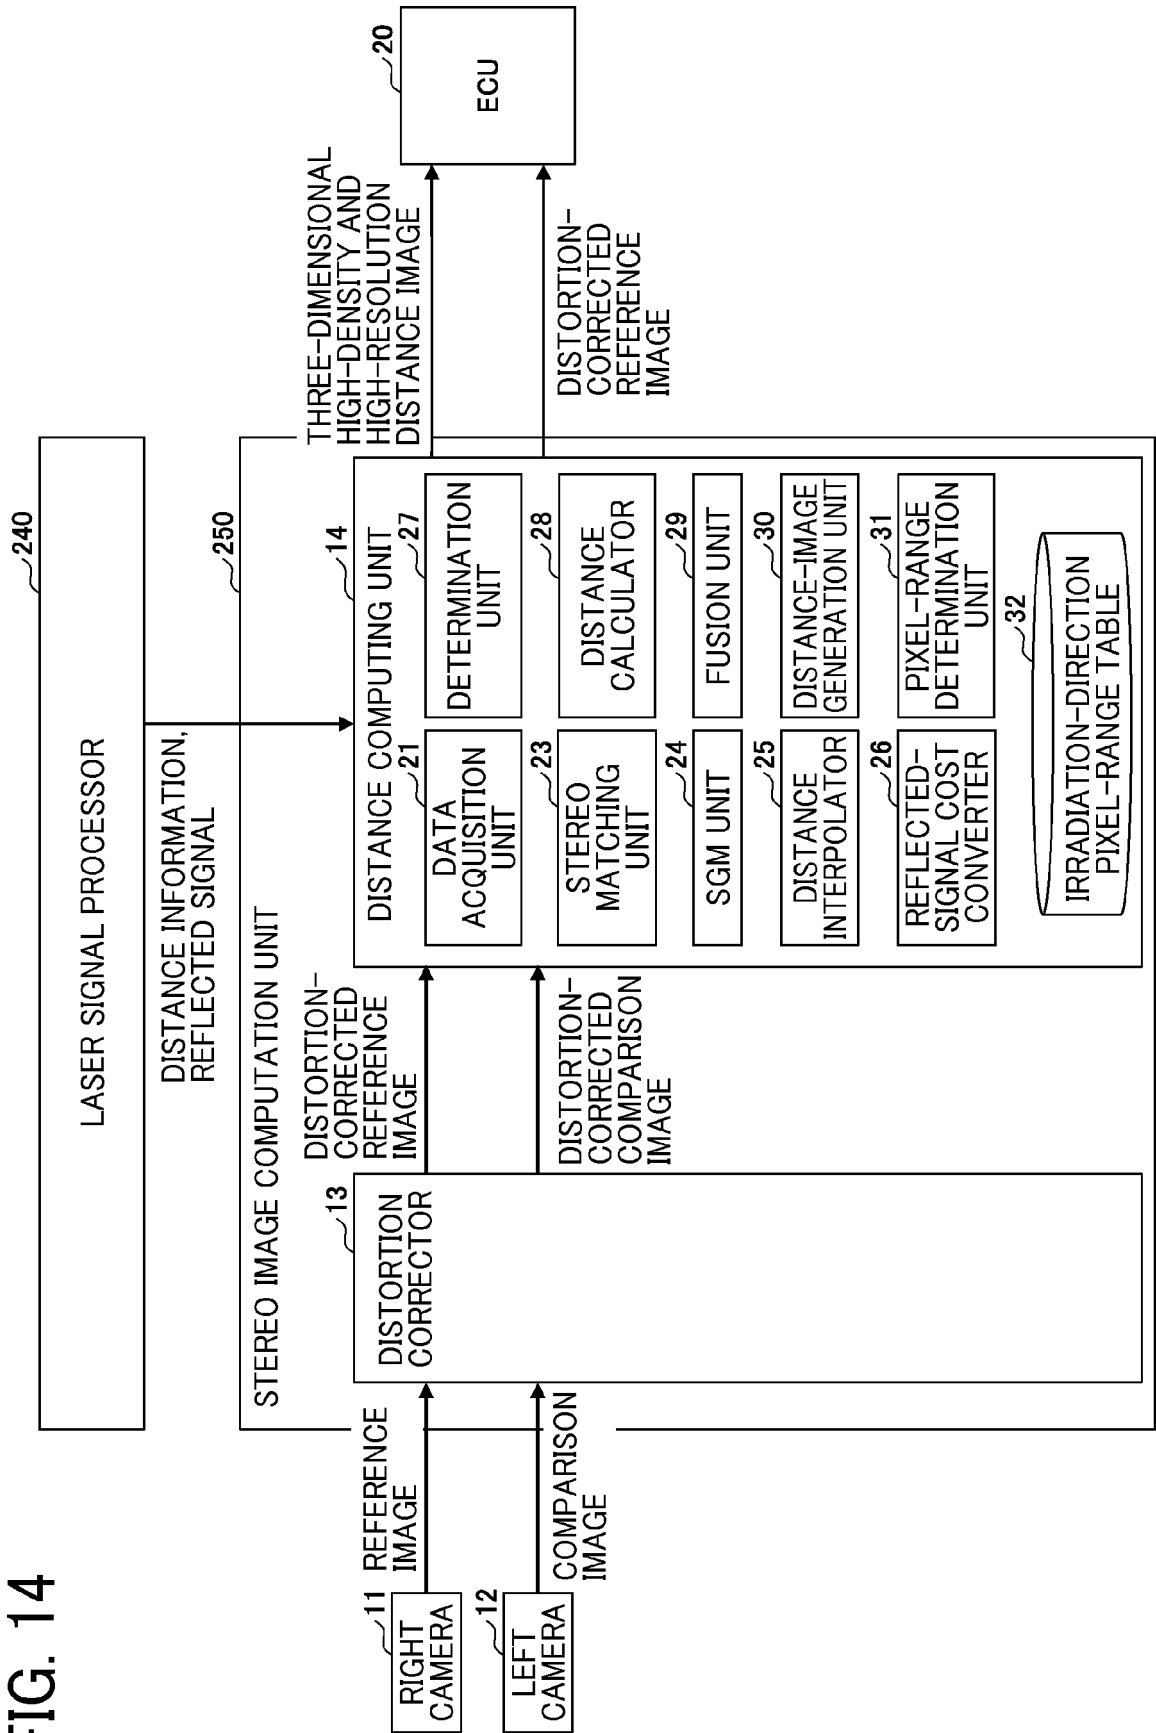 FIG. 14
240
LASER SIGNAL PROCESSOR
DISTANCE INFORMATION,
REFLECTED SIGNAL
250
STEREO IMAGE COMPUTATION UNIT
11
RIGHT
CAMERA
REFERENCE
IMAGE
12
LEFT
CAMERA
COMPARISON
IMAGE
13
DISTORTION
CORRECTOR
DISTORTION-
CORRECTED
REFERENCE
IMAGE
DISTORTION-
CORRECTED
COMPARISON
IMAGE
14
DISTANCE COMPUTING UNIT
21
DATA
ACQUISITION
UNIT
27
DETERMINATION
UNIT
23
STEREO
MATCHING
UNIT
28
DISTANCE
CALCULATOR
24
SGM UNIT
29
FUSION UNIT
25
DISTANCE
INTERPOLATOR
30
DISTANCE-IMAGE
GENERATION UNIT
26
REFLECTED-
SIGNAL COST
CONVERTER
31
PIXEL-RANGE
DETERMINATION
UNIT
32
IRRADIATION-DIRECTION
PIXEL-RANGE TABLE
THREE-DIMENSIONAL
HIGH-DENSITY AND
HIGH-RESOLUTION
DISTANCE IMAGE
DISTORTION-
CORRECTED
REFERENCE
IMAGE
20
ECU